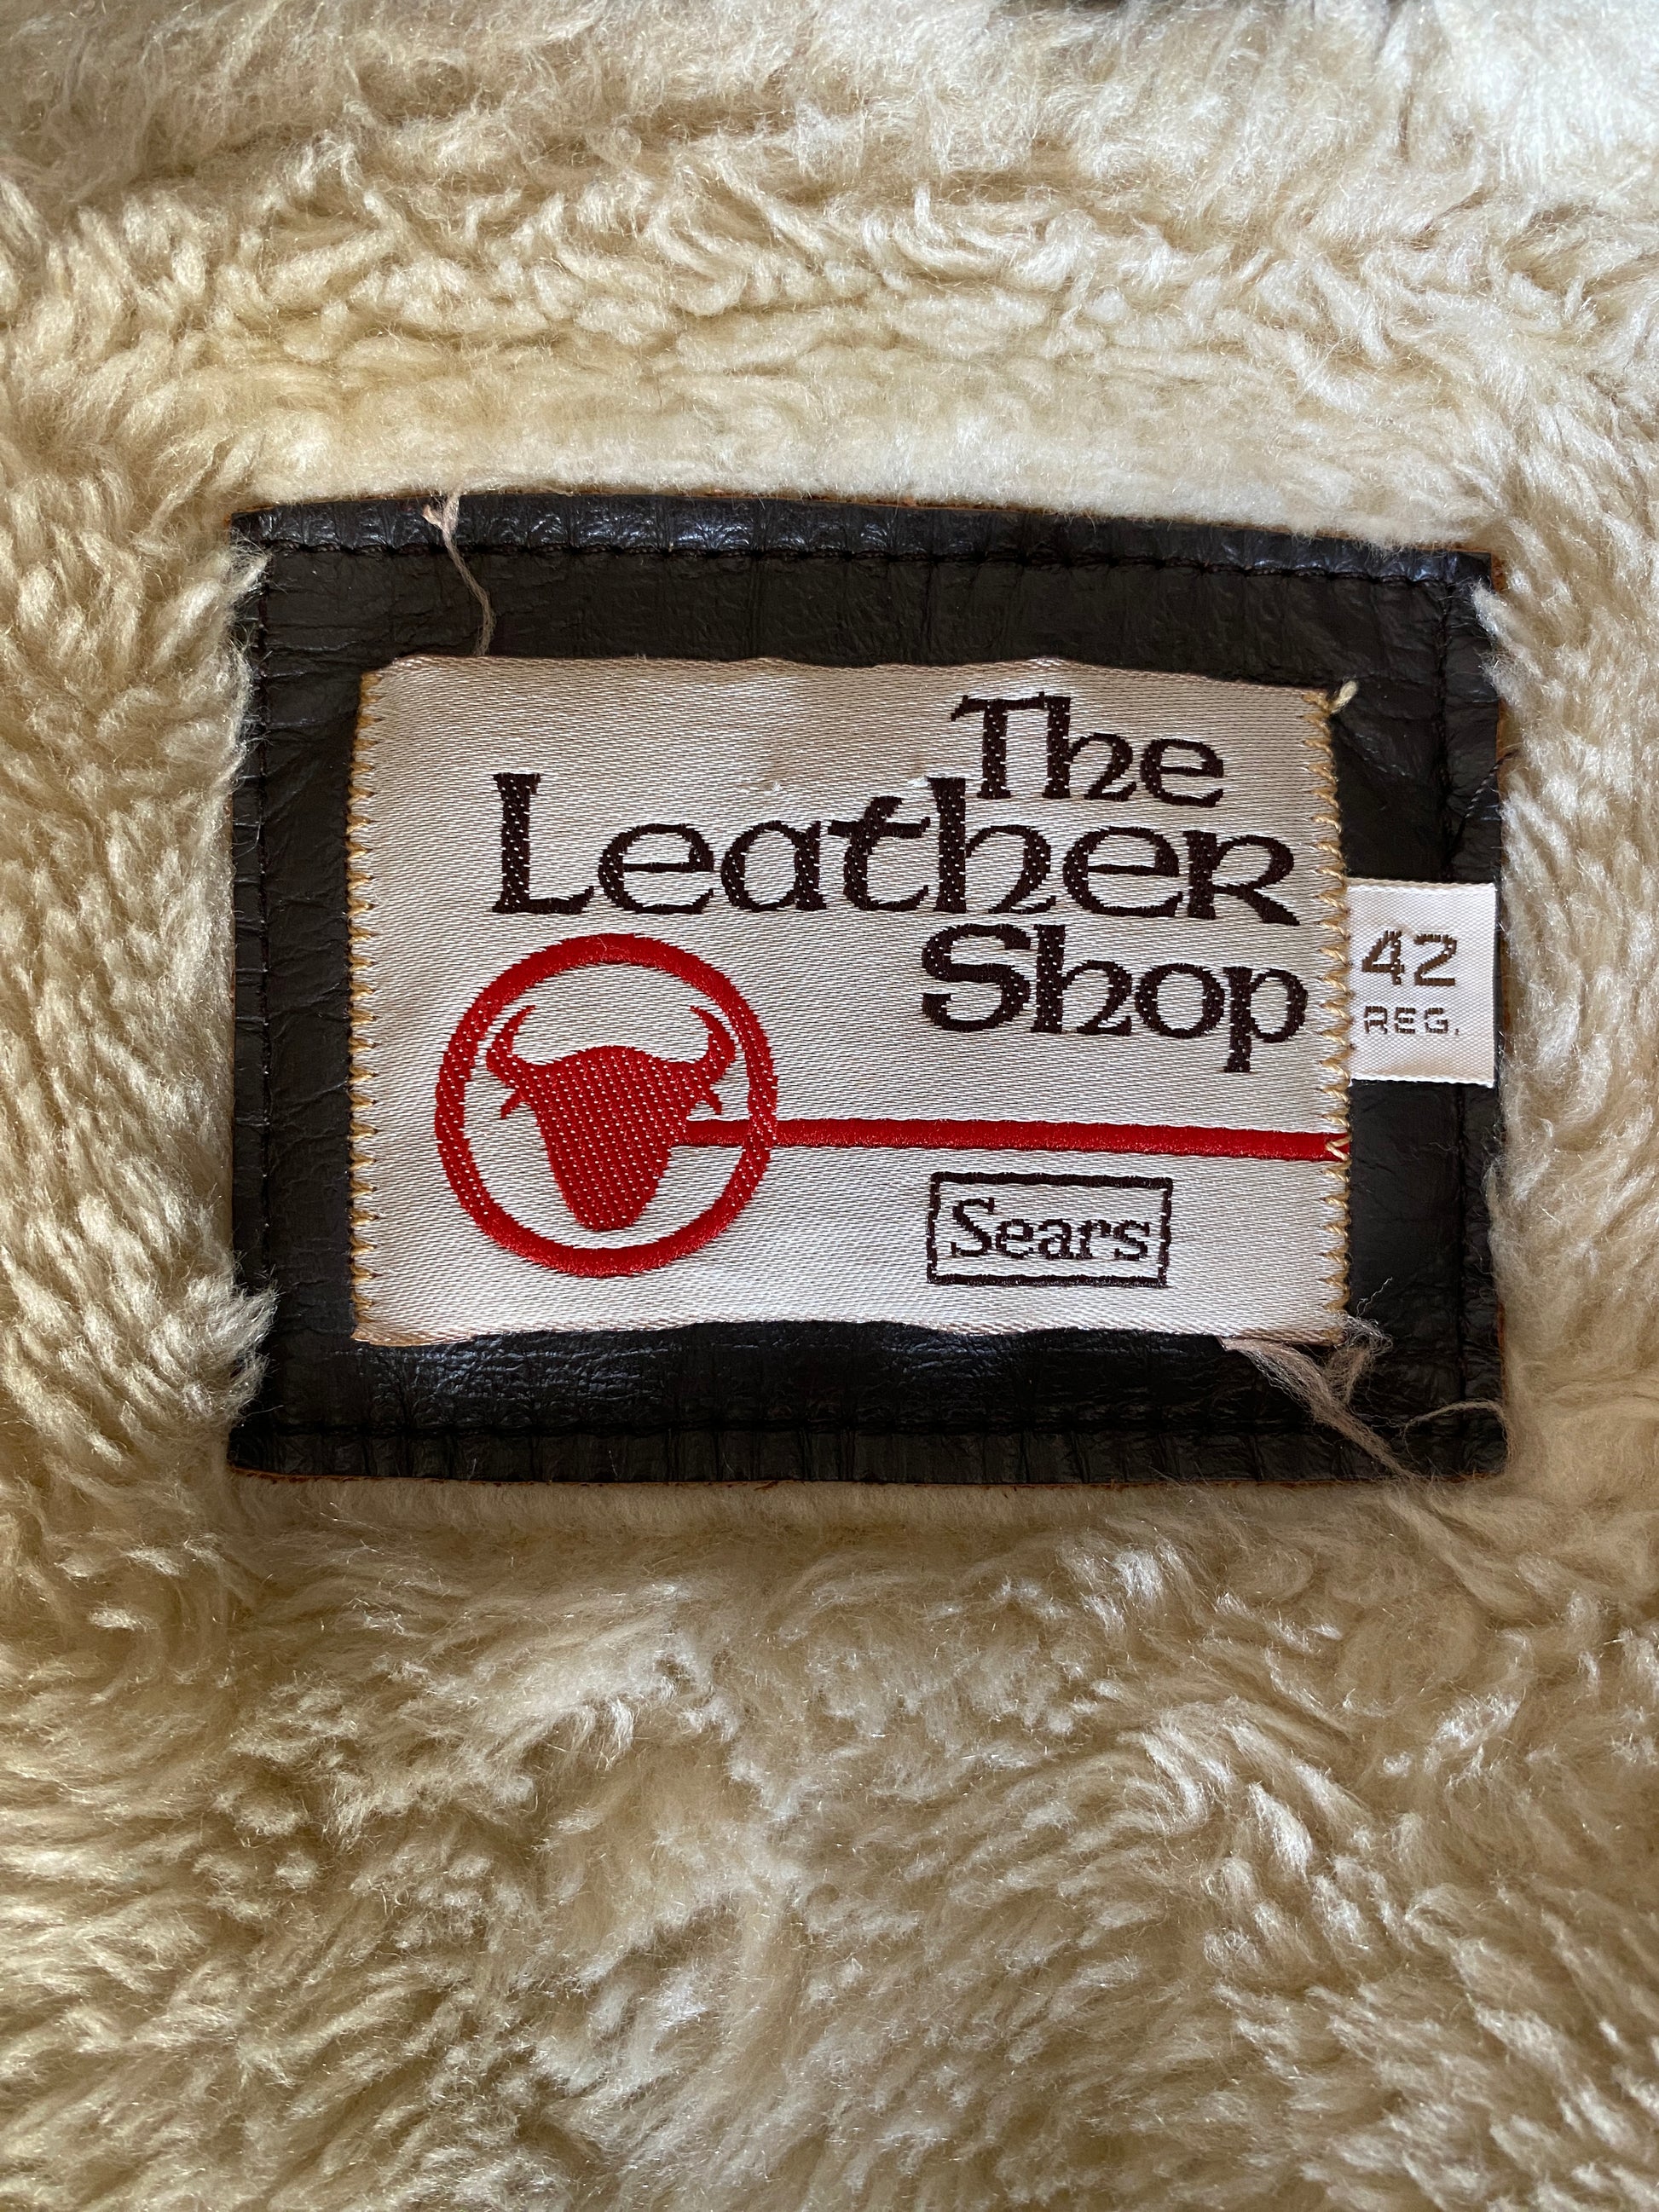 The
Leather
Shop
42
REG.
Sears